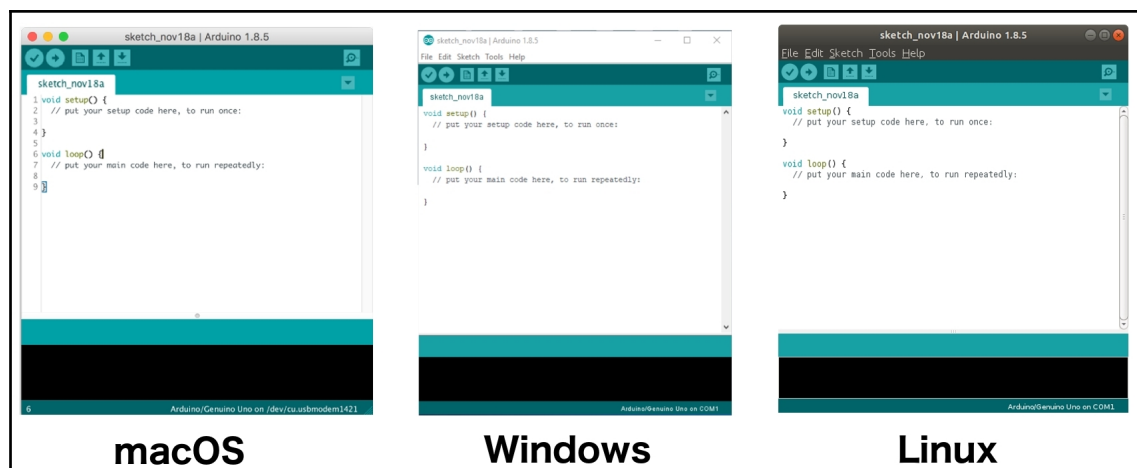 sketch_nov18a | Arduino 1.8.5
sketch_nov18a
1 void setup() {
2   // put your setup code here, to run once:
3
4 }
5
6 void loop() {
7   // put your main code here, to run repeatedly:
8
9 }
6 Arduino/Genuino Uno on /dev/cu.usbmodem1421
macOS
sketch_nov18a | Arduino 1.8.5
File Edit Sketch Tools Help
sketch_nov18a
void setup() {
  // put your setup code here, to run once:
}
void loop() {
  // put your main code here, to run repeatedly:
}
Arduino/Genuino Uno on COM1
Windows
sketch_nov18a | Arduino 1.8.5
File Edit Sketch Tools Help
sketch_nov18a
void setup() {
  // put your setup code here, to run once:
}
void loop() {
  // put your main code here, to run repeatedly:
}
Arduino/Genuino Uno on COM1
Linux